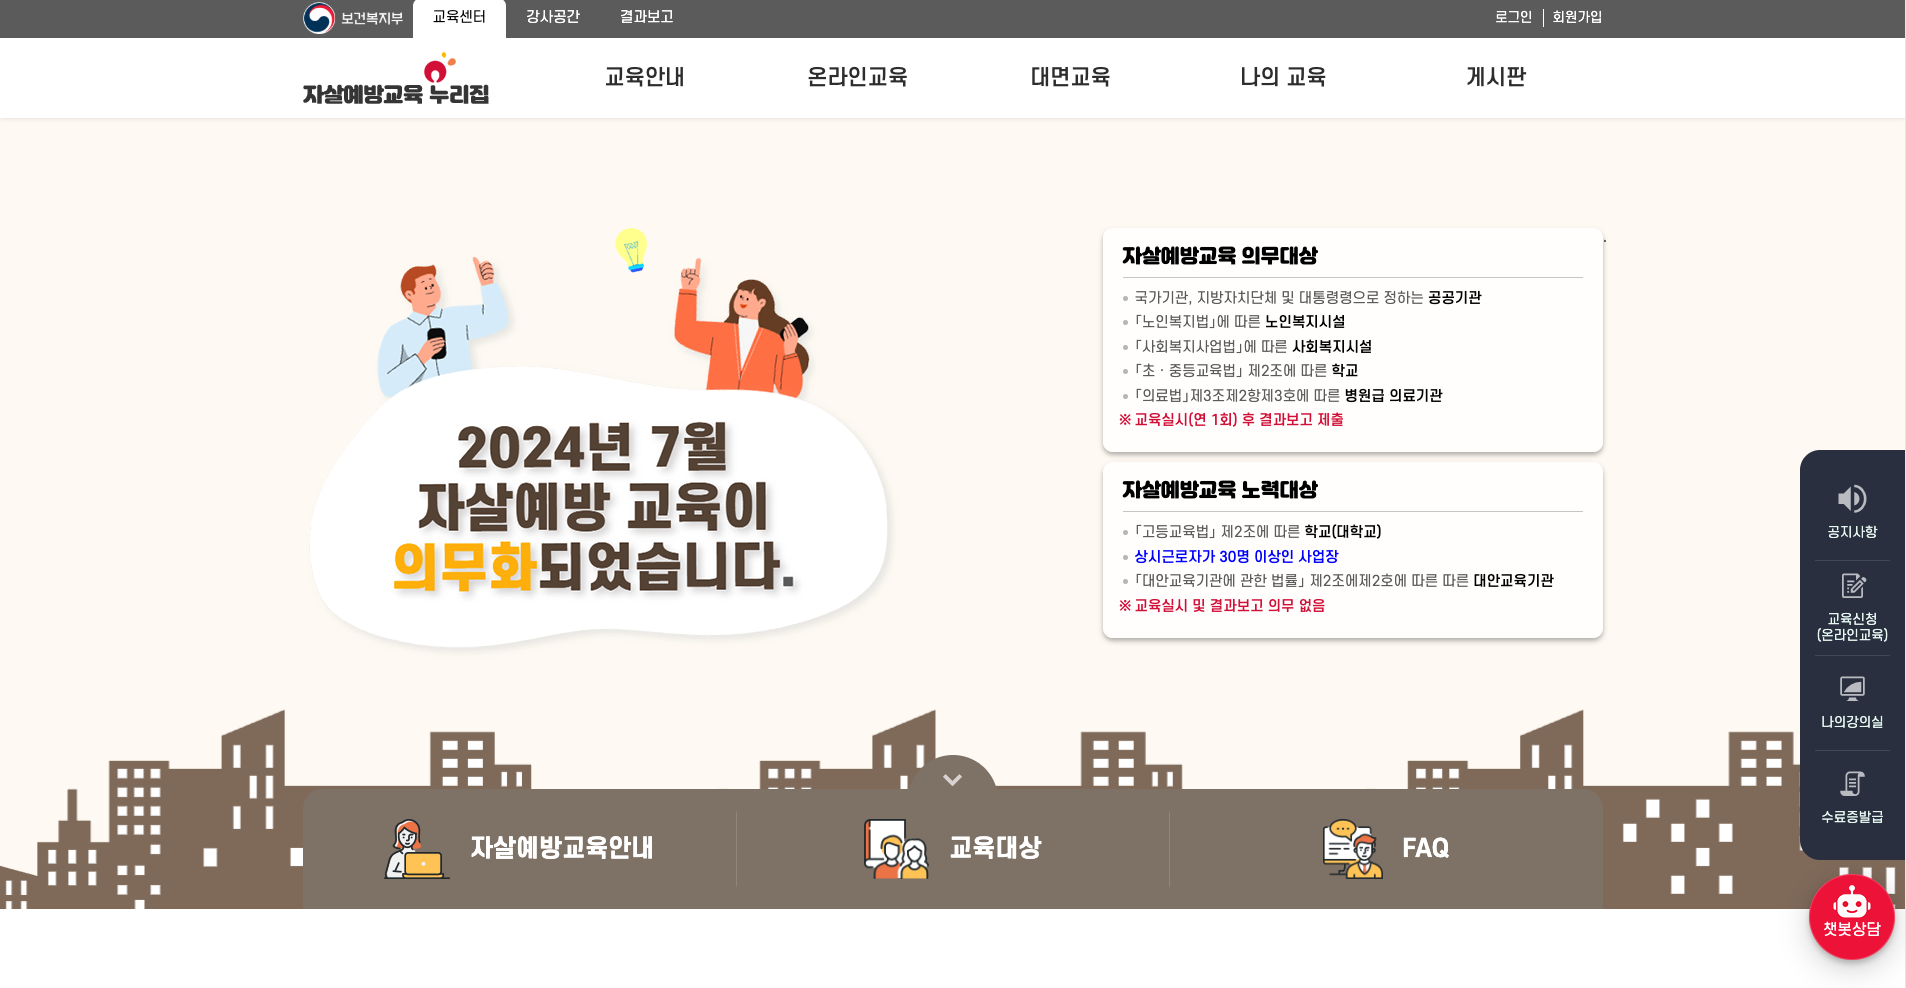 보건복지부
교육센터
강사공간
결과보고
로그인
회원가입
자살예방교육 누리집
교육안내
온라인교육
대면교육
나의 교육
게시판
2024년 7월
자살예방 교육이
의무화되었습니다.
자살예방교육 의무대상
국가기관, 지방자치단체 및 대통령령으로 정하는 공공기관
「노인복지법」에 따른 노인복지시설
「사회복지사업법」에 따른 사회복지시설
「초ㆍ중등교육법」 제2조에 따른 학교
「의료법」제3조제2항제3호에 따른 병원급 의료기관
※ 교육실시(연 1회) 후 결과보고 제출
자살예방교육 노력대상
「고등교육법」 제2조에 따른 학교(대학교)
상시근로자가 30명 이상인 사업장
「대안교육기관에 관한 법률」 제2조에제2호에 따른 따른 대안교육기관
※ 교육실시 및 결과보고 의무 없음
공지사항
교육신청
(온라인교육)
나의강의실
수료증발급
자살예방교육안내
교육대상
FAQ
챗봇상담